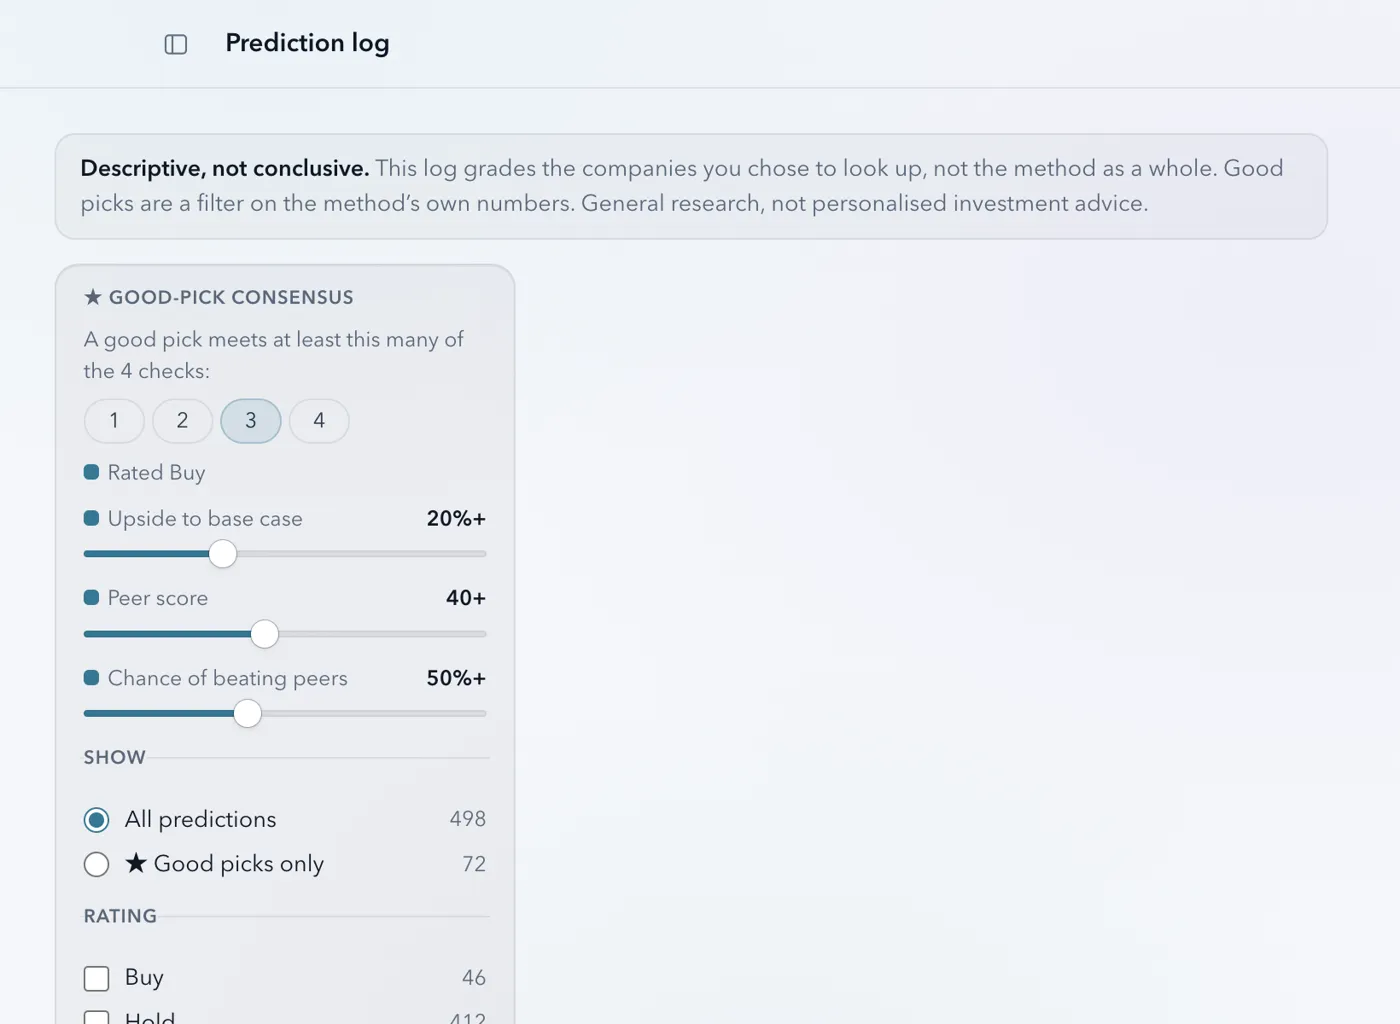 Prediction log
Descriptive, not conclusive. This log grades the companies you chose to look up, not the method as a whole. Good
picks are a filter on the method’s own numbers. General research, not personalised investment advice.
★ GOOD-PICK CONSENSUS
A good pick meets at least this many of
the 4 checks:
1 2 3 4
Rated Buy
Upside to base case 20%+
Peer score 40+
Chance of beating peers 50%+
SHOW
All predictions 498
★ Good picks only 72
RATING
Buy 46
Hold 412